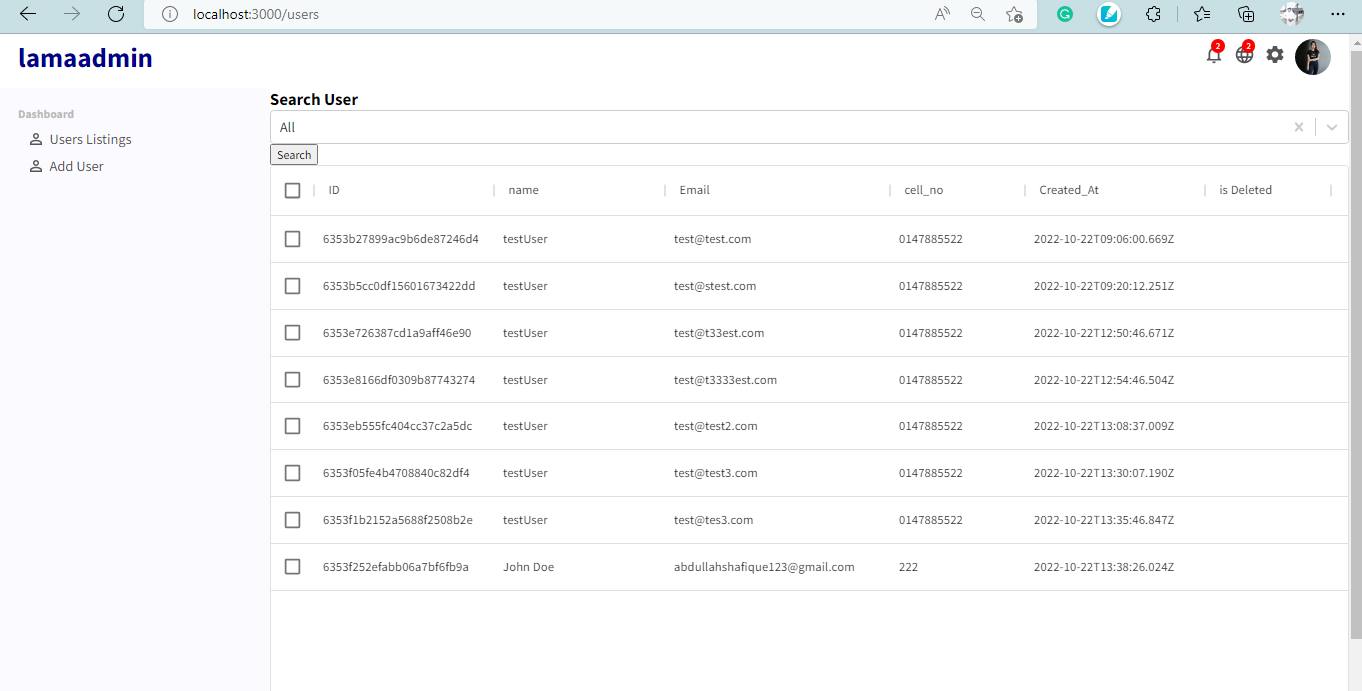 localhost:3000/users
lamaadmin
2
2
Dashboard
Users Listings
Add User
Search User
All
Search
ID name Email cell_no Created_At is Deleted
6353b27899ac9b6de87246d4 testUser test@test.com 0147885522 2022-10-22T09:06:00.669Z
6353b5cc0df15601673422dd testUser test@stest.com 0147885522 2022-10-22T09:20:12.251Z
6353e726387cd1a9aff46e90 testUser test@t33est.com 0147885522 2022-10-22T12:50:46.671Z
6353e8166df0309b87743274 testUser test@t3333est.com 0147885522 2022-10-22T12:54:46.504Z
6353eb555fc404cc37c2a5dc testUser test@test2.com 0147885522 2022-10-22T13:08:37.009Z
6353f05fe4b4708840c82df4 testUser test@test3.com 0147885522 2022-10-22T13:30:07.190Z
6353f1b2152a5688f2508b2e testUser test@tes3.com 0147885522 2022-10-22T13:35:46.847Z
6353f252efabb06a7bf6fb9a John Doe abdullahshafique123@gmail.com 222 2022-10-22T13:38:26.024Z